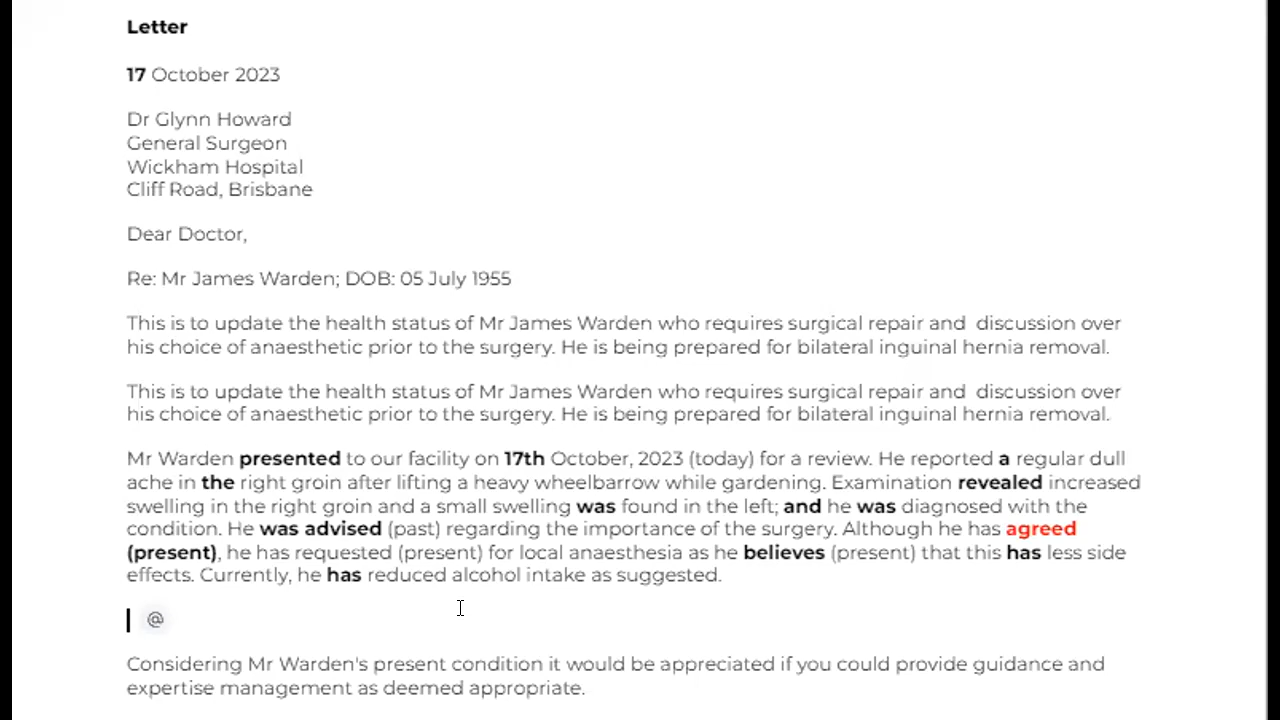 Letter
17 October 2023
Dr Glynn Howard
General Surgeon
Wickham Hospital
Cliff Road, Brisbane
Dear Doctor,
Re: Mr James Warden; DOB: 05 July 1955
This is to update the health status of Mr James Warden who requires surgical repair and  discussion over
his choice of anaesthetic prior to the surgery. He is being prepared for bilateral inguinal hernia removal.
This is to update the health status of Mr James Warden who requires surgical repair and  discussion over
his choice of anaesthetic prior to the surgery. He is being prepared for bilateral inguinal hernia removal.
Mr Warden presented to our facility on 17th October, 2023 (today) for a review. He reported a regular dull
ache in the right groin after lifting a heavy wheelbarrow while gardening. Examination revealed increased
swelling in the right groin and a small swelling was found in the left; and he was diagnosed with the
condition. He was advised (past) regarding the importance of the surgery. Although he has agreed
(present), he has requested (present) for local anaesthesia as he believes (present) that this has less side
effects. Currently, he has reduced alcohol intake as suggested.
@
Considering Mr Warden's present condition it would be appreciated if you could provide guidance and
expertise management as deemed appropriate.